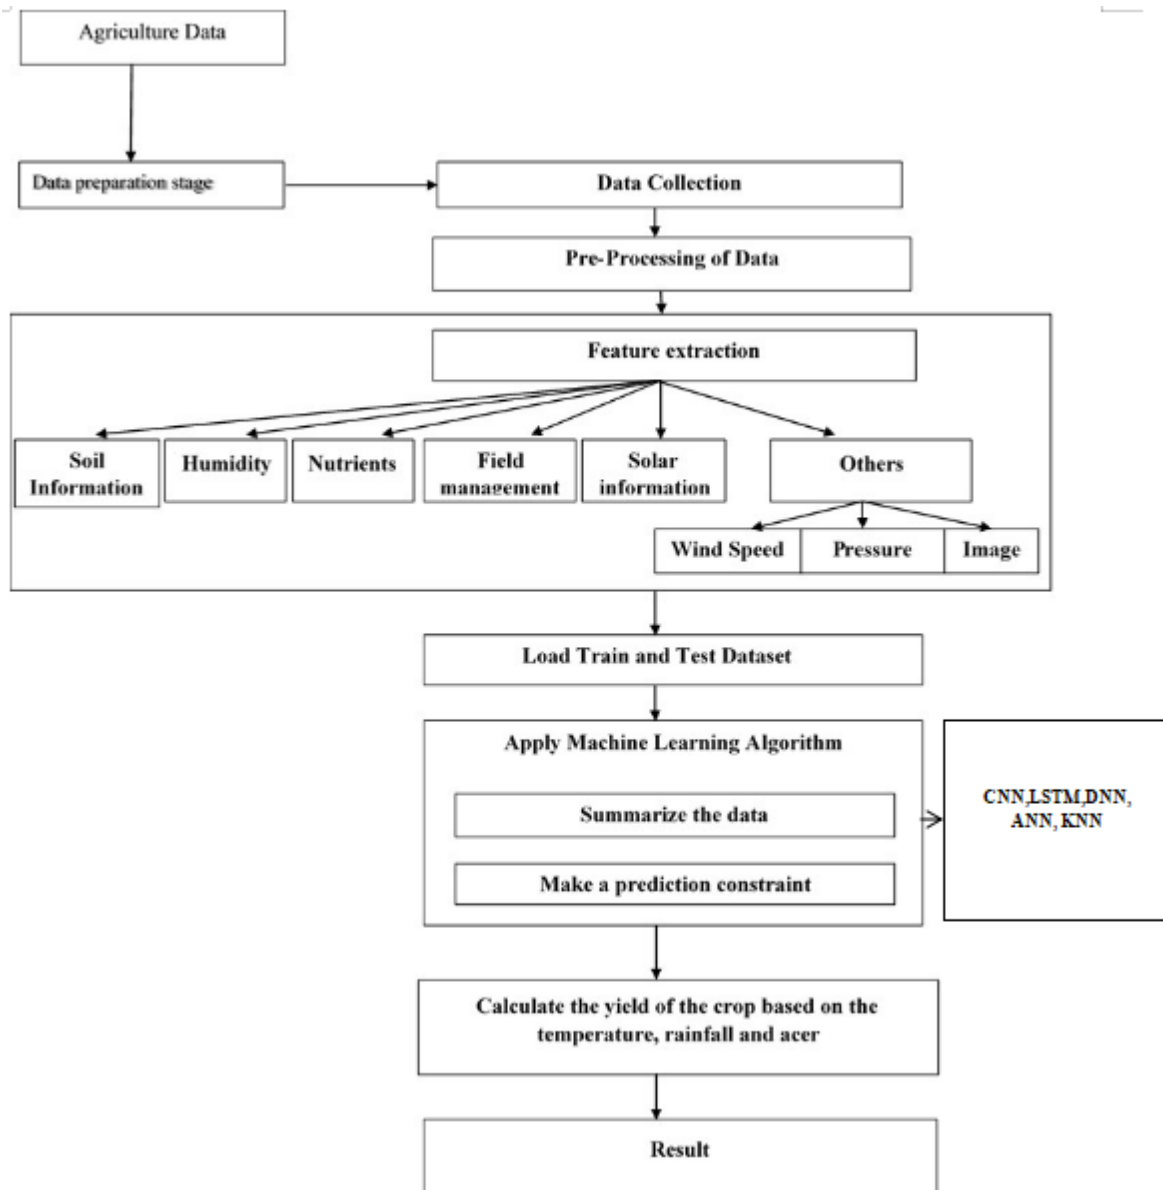 Agriculture Data
Data preparation stage
Data Collection
Pre-Processing of Data
Feature extraction
Soil
Information
Humidity
Nutrients
Field
management
Solar
information
Others
Wind Speed
Pressure
Image
Load Train and Test Dataset
Apply Machine Learning Algorithm
Summarize the data
Make a prediction constraint
CNN,LSTM,DNN,
ANN, KNN
Calculate the yield of the crop based on the
temperature, rainfall and acer
Result